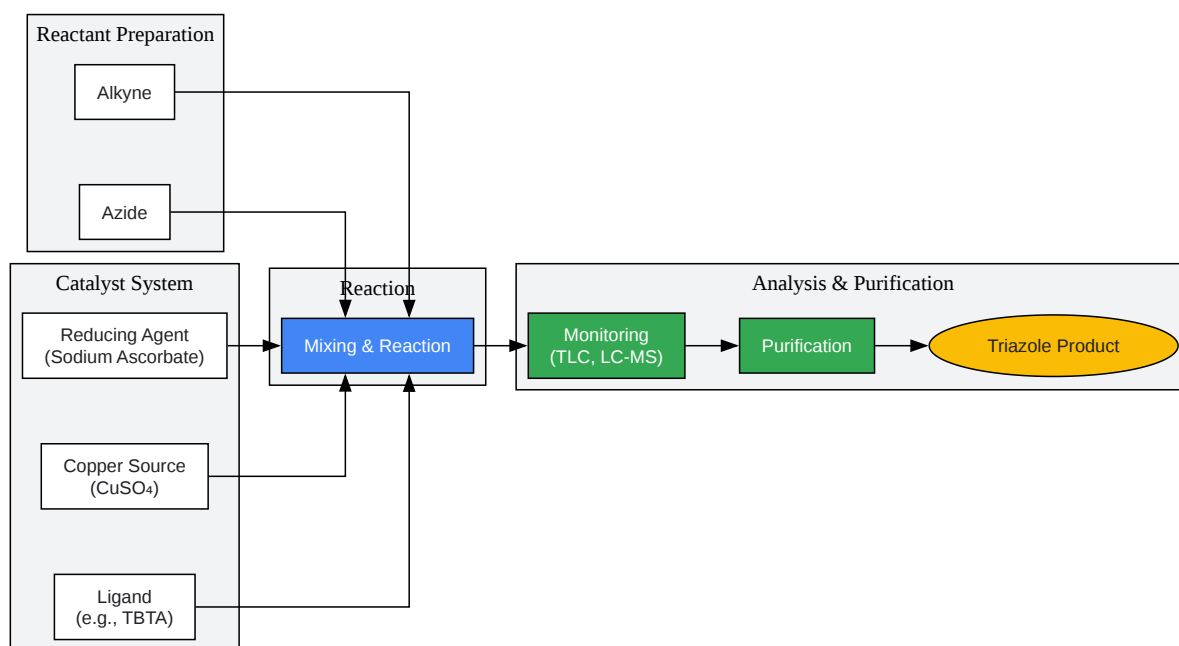 Reactant Preparation
Alkyne
Azide
Catalyst System
Reducing Agent
(Sodium Ascorbate)
Copper Source
(CuSO₄)
Ligand
(e.g., TBTA)
Reaction
Mixing & Reaction
Analysis & Purification
Monitoring
(TLC, LC-MS)
Purification
Triazole Product